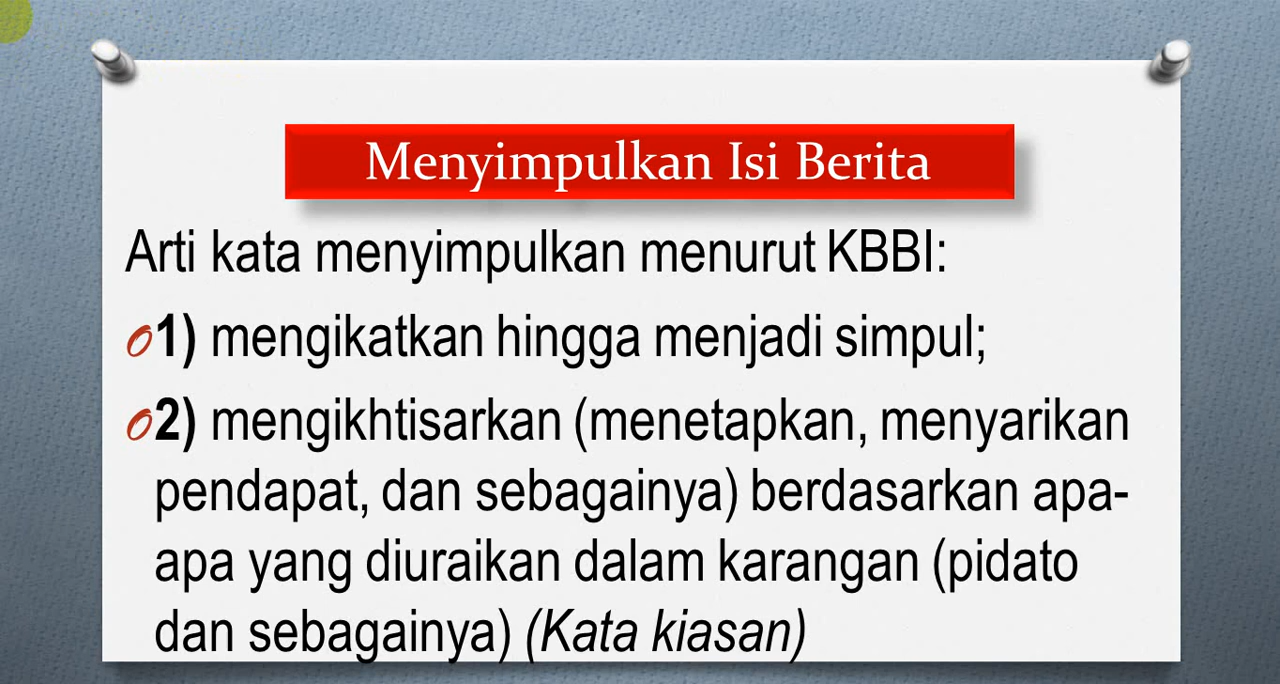 Menyimpulkan Isi Berita
Arti kata menyimpulkan menurut KBBI:
1) mengikatkan hingga menjadi simpul;
2) mengikhtisarkan (menetapkan, menyarikan
pendapat, dan sebagainya) berdasarkan apa-
apa yang diuraikan dalam karangan (pidato
dan sebagainya) (Kata kiasan)